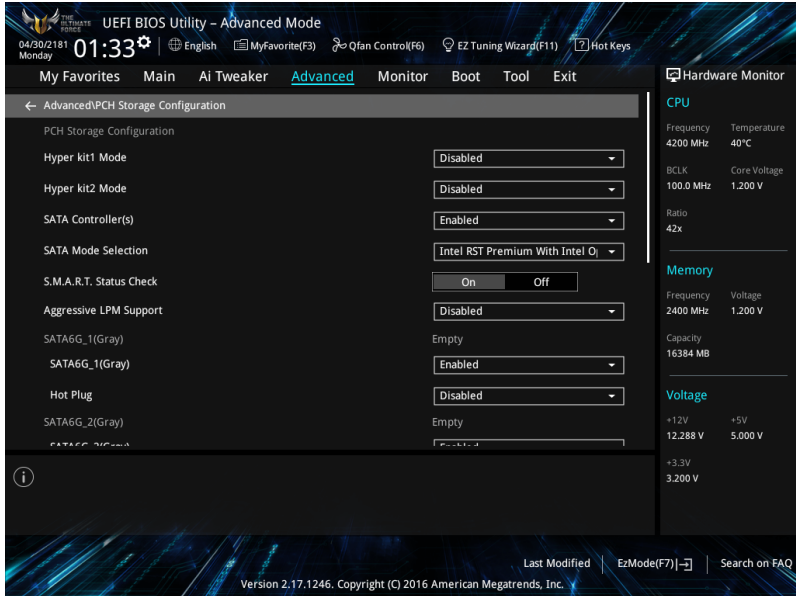 THE ULTIMATE FORCE
UEFI BIOS Utility – Advanced Mode
04/30/2181
Monday
01:33
English
MyFavorite(F3)
Qfan Control(F6)
EZ Tuning Wizard(F11)
? Hot Keys
My Favorites Main Ai Tweaker Advanced Monitor Boot Tool Exit
Advanced\PCH Storage Configuration
PCH Storage Configuration
Hyper kit1 Mode Disabled
Hyper kit2 Mode Disabled
SATA Controller(s) Enabled
SATA Mode Selection Intel RST Premium With Intel
S.M.A.R.T. Status Check On Off
Aggressive LPM Support Disabled
SATA6G_1(Gray) Empty
SATA6G_1(Gray) Enabled
Hot Plug Disabled
SATA6G_2(Gray) Empty
Hardware Monitor
CPU
Frequency Temperature
4200 MHz 40°C
BCLK Core Voltage
100.0 MHz 1.200 V
Ratio
42x
Memory
Frequency Voltage
2400 MHz 1.200 V
Capacity
16384 MB
Voltage
+12V +5V
12.288 V 5.000 V
+3.3V
3.200 V
Last Modified
EzMode(F7)
Search on FAQ
Version 2.17.1246. Copyright (C) 2016 American Megatrends, Inc.